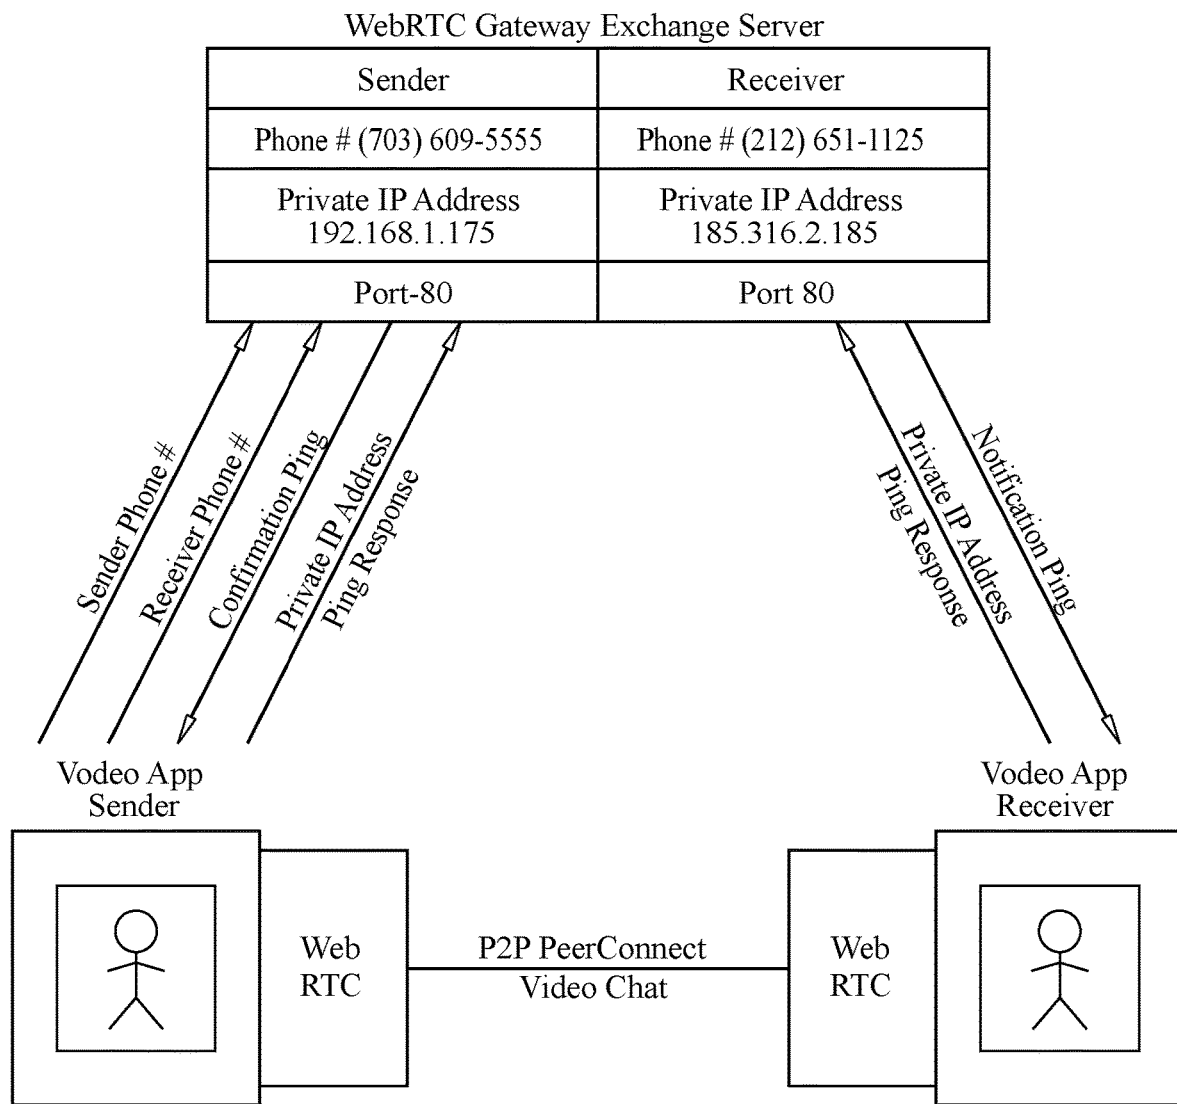 WebRTC Gateway Exchange Server
Sender
Receiver
Phone # (703) 609-5555
Phone # (212) 651-1125
Private IP Address
192.168.1.175
Private IP Address
185.316.2.185
Port-80
Port 80
Sender Phone #
Receiver Phone #
Confirmation Ping
Private IP Address
Ping Response
Private IP Address
Ping Response
Notification Ping
Vodeo App
Sender
Vodeo App
Receiver
Web
RTC
P2P PeerConnect
Video Chat
Web
RTC